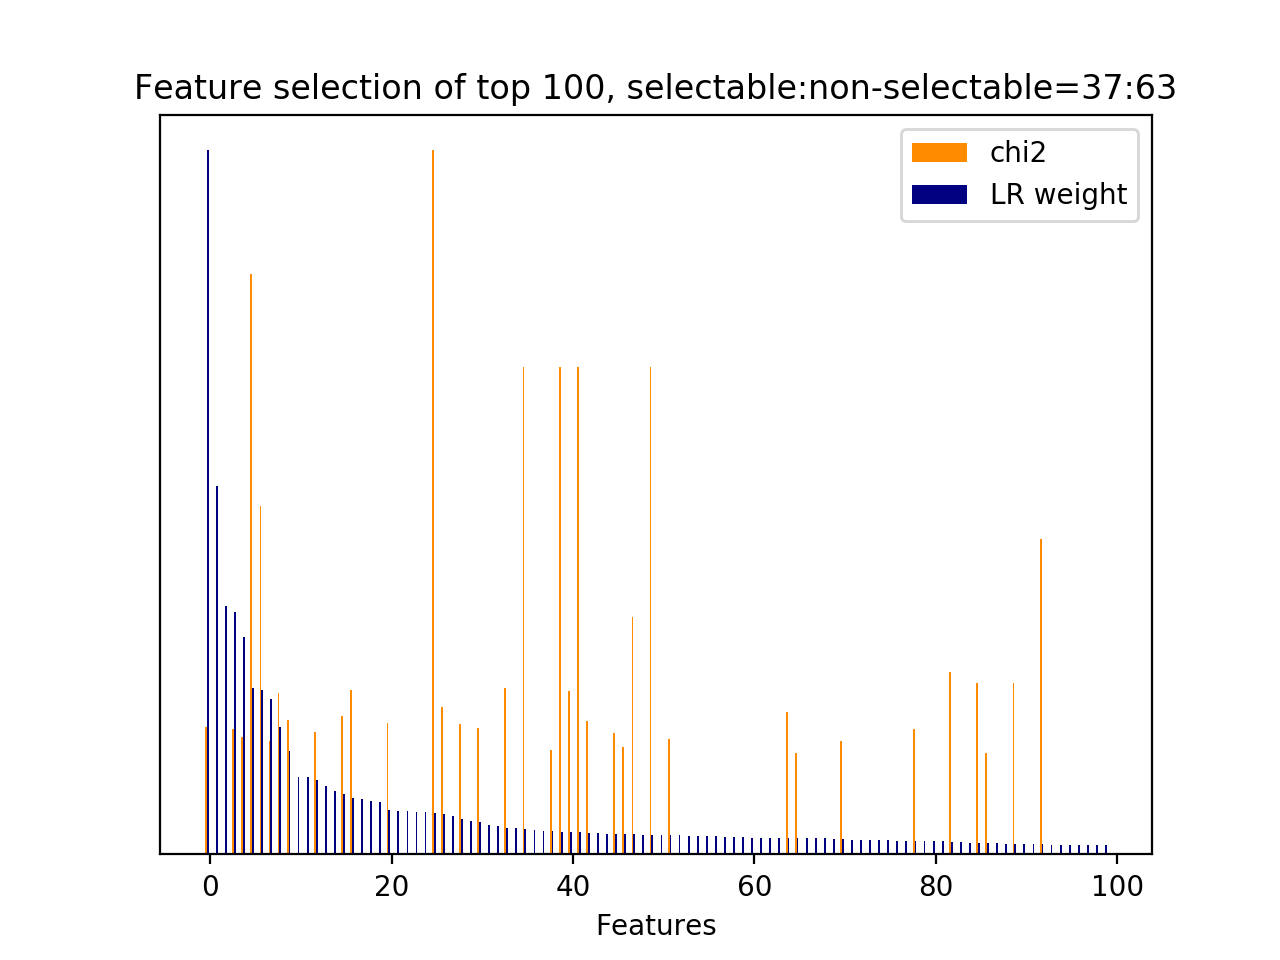 Feature selection of top 100, selectable:non-selectable=37:63
chi2
LR weight
0 20 40 60 80 100
Features